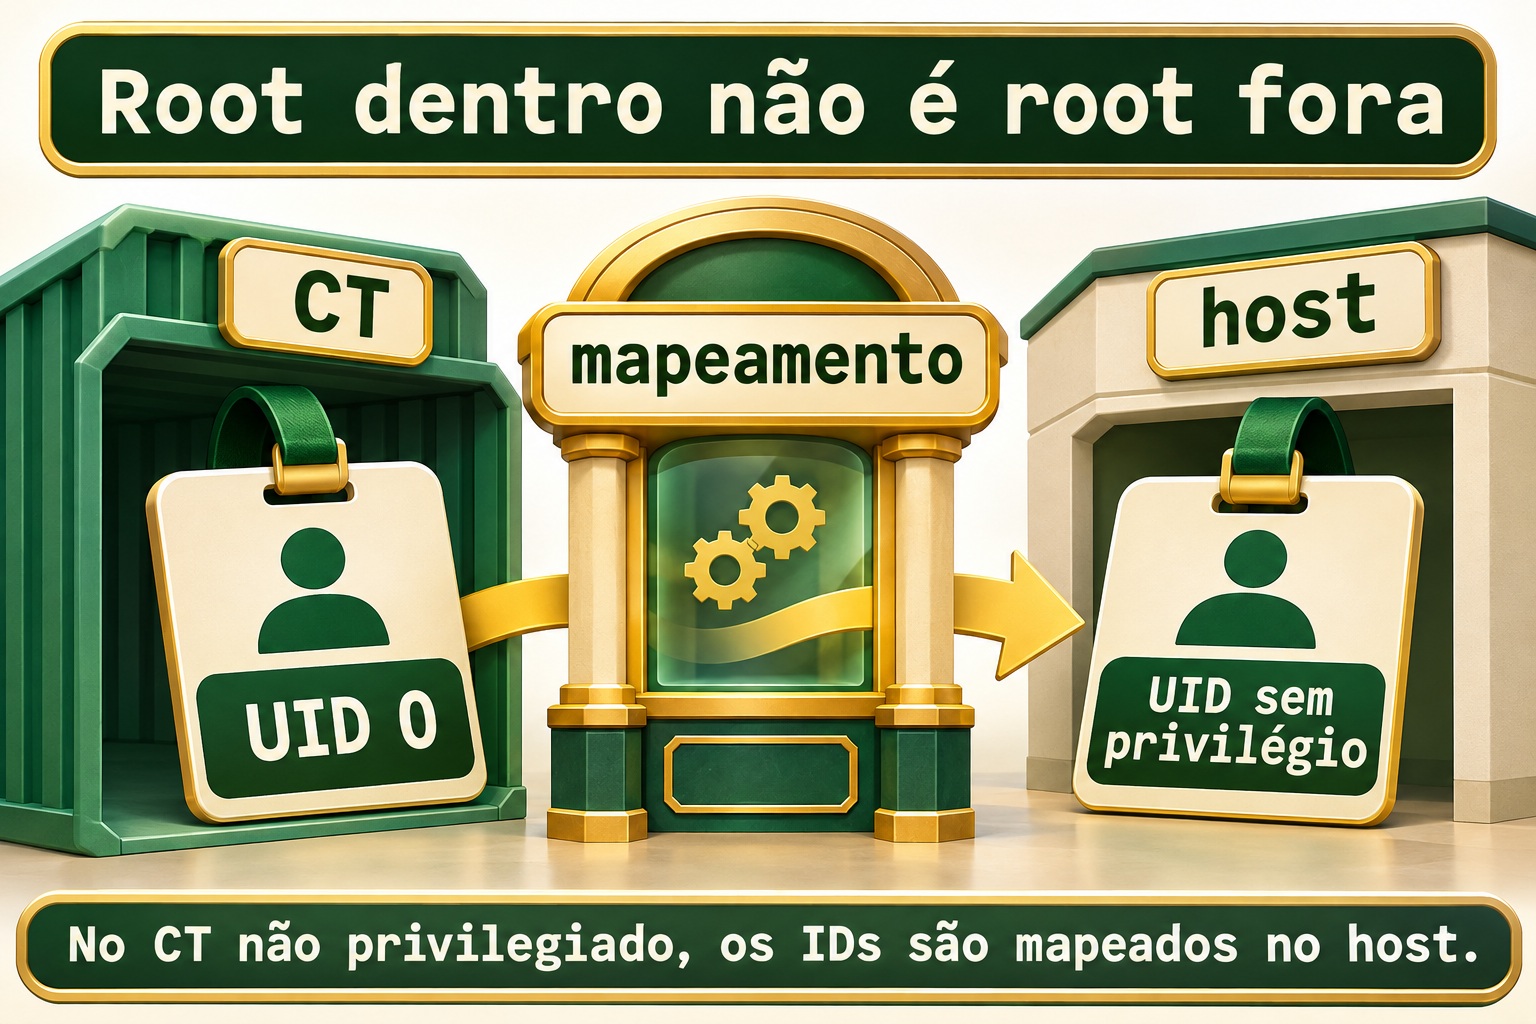 Root dentro não é root fora
CT
mapeamento
host
UID 0
UID sem
privilégio
No CT não privilegiado, os IDs são mapeados no host.